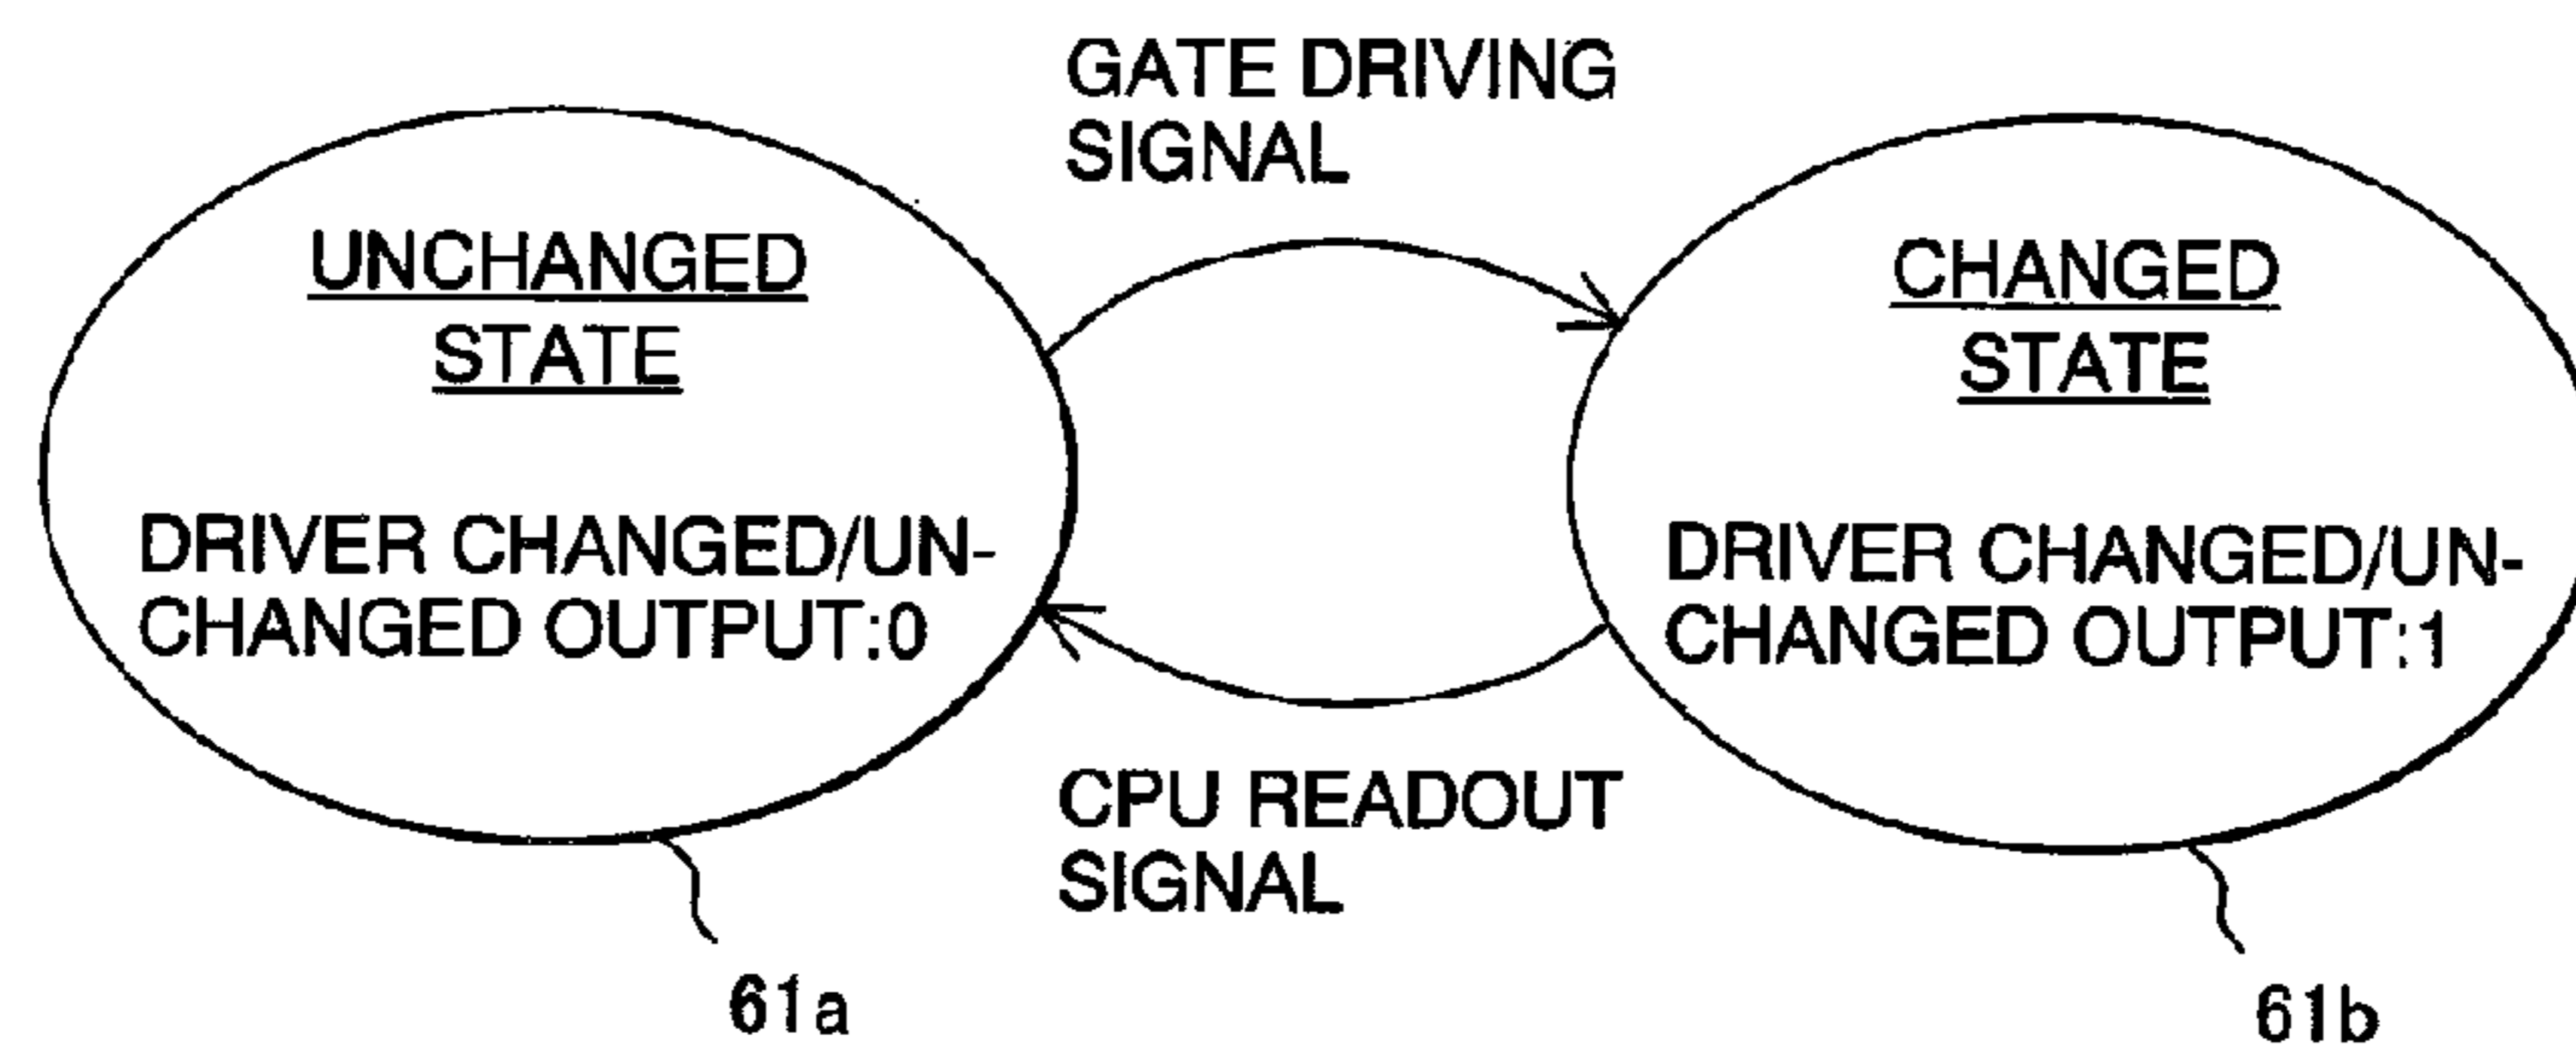 GATE DRIVING
SIGNAL
UNCHANGED
STATE
DRIVER CHANGED/UN-
CHANGED OUTPUT:0
CHANGED
STATE
DRIVER CHANGED/UN-
CHANGED OUTPUT:1
CPU READOUT
SIGNAL
61a
61b